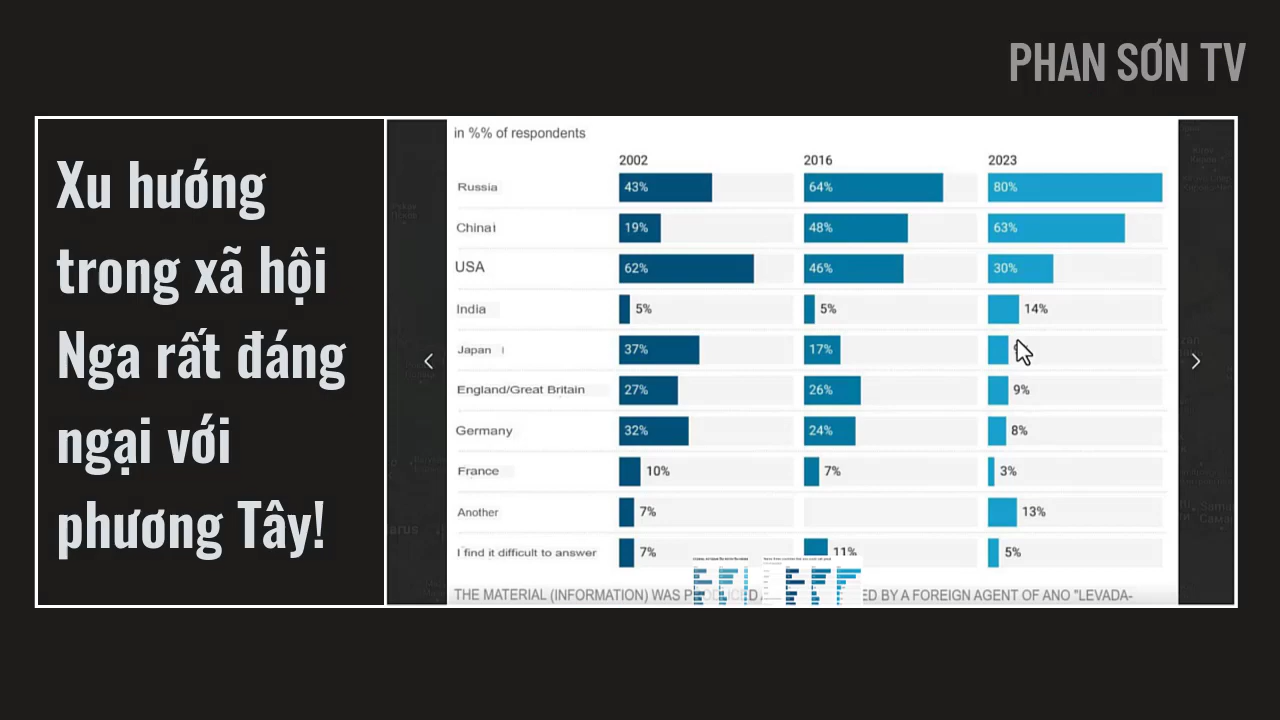 PHAN SƠN TV
Xu hướng
trong xã hội
Nga rất đáng
ngại với
phương Tây!
in %% of respondents
2002 2016 2023
Russia 43% 64% 80%
China 19% 48% 63%
USA 62% 46% 30%
India 5% 5% 14%
Japan 37% 17%
England/Great Britain 27% 26% 9%
Germany 32% 24% 8%
France 10% 7% 3%
Another 7% 13%
I find it difficult to answer 7% 11% 5%
THE MATERIAL (INFORMATION) WAS BY A FOREIGN AGENT OF ANO "LEVADA-